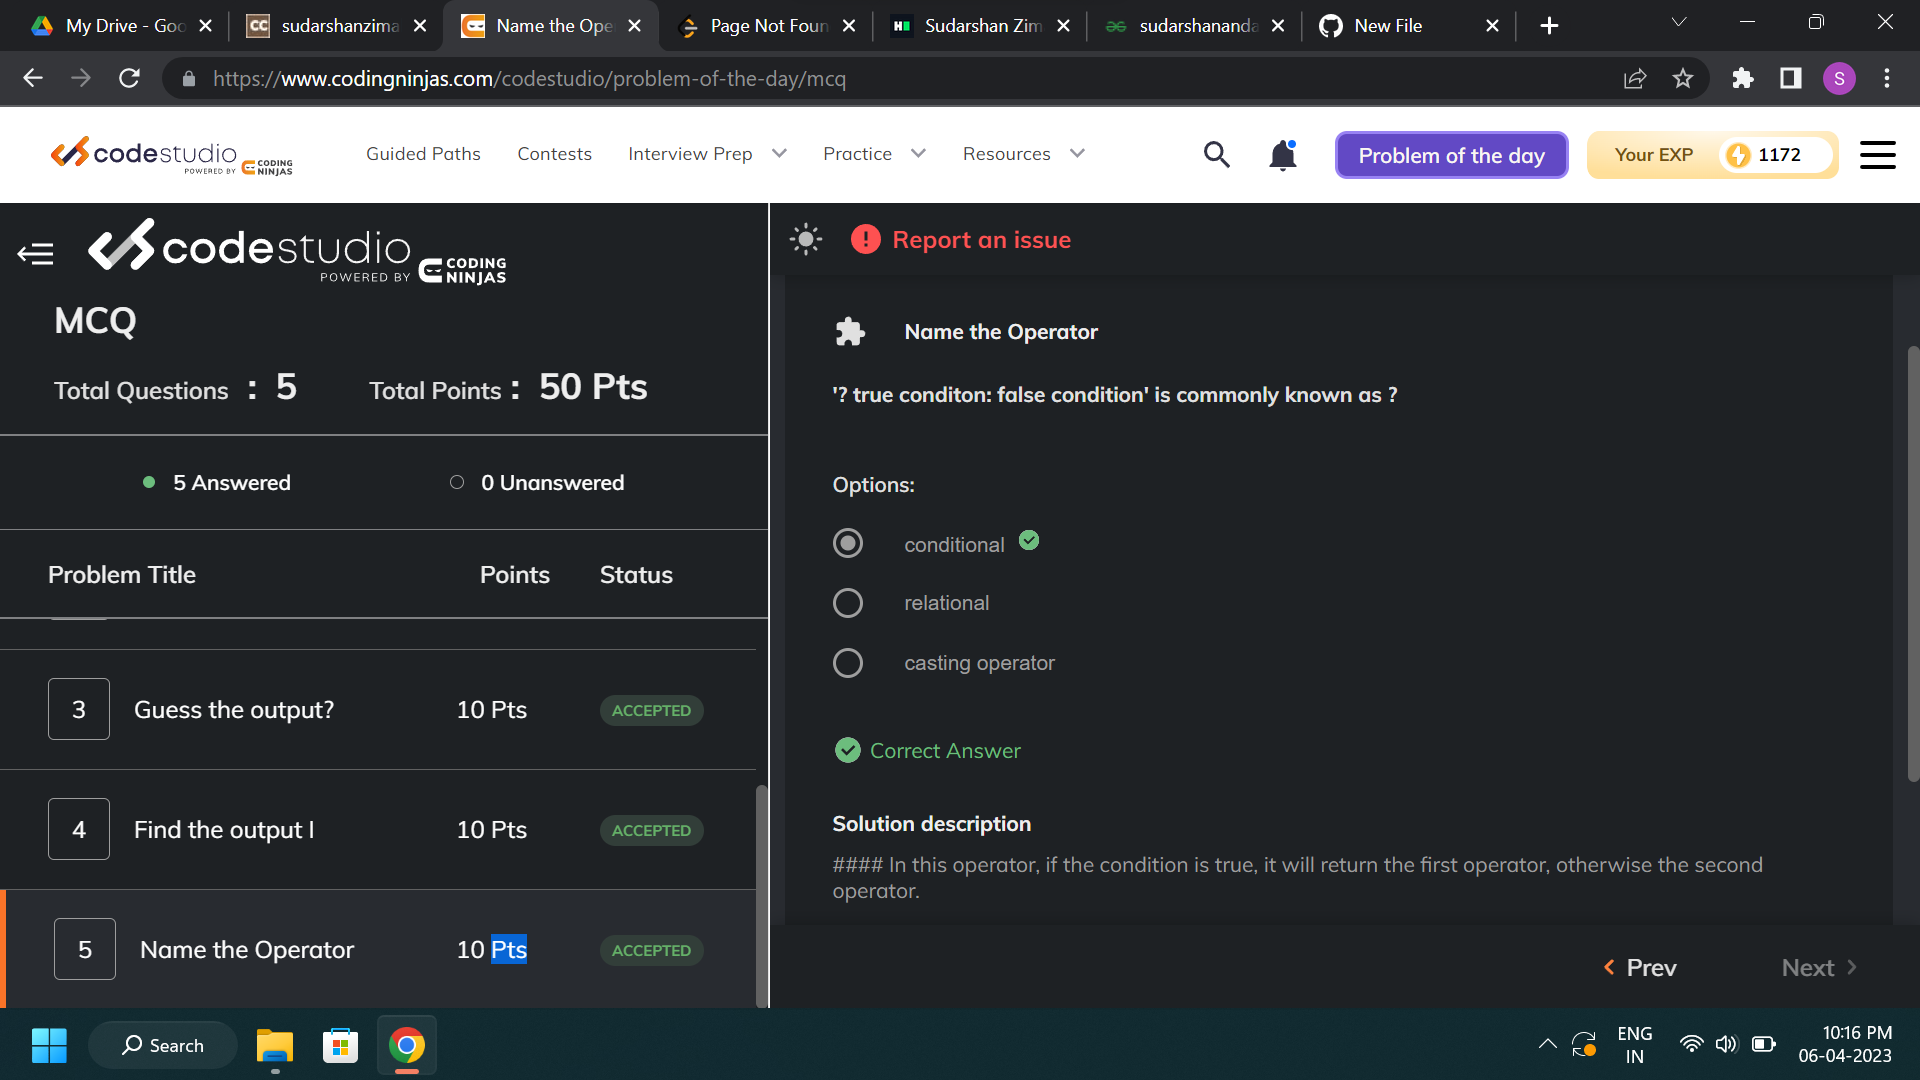 My Drive - Goo
CC sudarshanzima
Name the Ope
Page Not Foun
Sudarshan Zim
sudarshananda
New File
https://www.codingninjas.com/codestudio/problem-of-the-day/mcq
S
codestudio
POWERED BY CODING NINJAS
Guided Paths
Contests
Interview Prep
Practice
Resources
Problem of the day
Your EXP 1172
codestudio
POWERED BY CODING NINJAS
MCQ
Total Questions : 5 Total Points : 50 Pts
5 Answered 0 Unanswered
Problem Title Points Status
3 Guess the output? 10 Pts ACCEPTED
4 Find the output I 10 Pts ACCEPTED
5 Name the Operator 10 Pts ACCEPTED
Report an issue
Name the Operator
'? true conditon: false condition' is commonly known as ?
Options:
conditional
relational
casting operator
Correct Answer
Solution description
#### In this operator, if the condition is true, it will return the first operator, otherwise the second
operator.
Prev Next
Search
ENG
IN
10:16 PM
06-04-2023